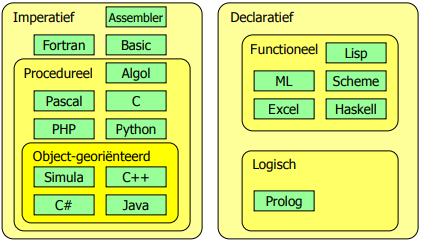 Imperatief
Assembler
Fortran
Basic
Procedureel
Algol
Pascal
C
PHP
Python
Object-georiënteerd
Simula
C++
C#
Java
Declaratief
Functioneel
Lisp
ML
Scheme
Excel
Haskell
Logisch
Prolog